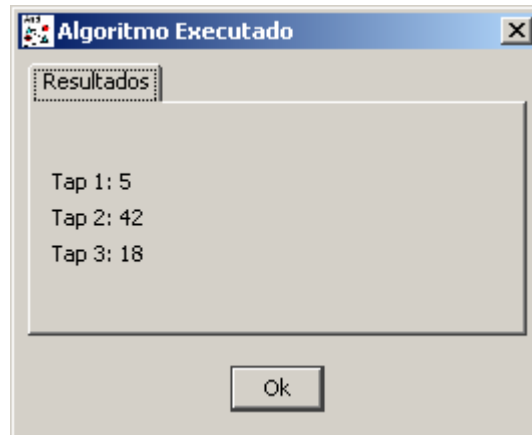 Algoritmo Executado
Resultados
Tap 1: 5
Tap 2: 42
Tap 3: 18
Ok